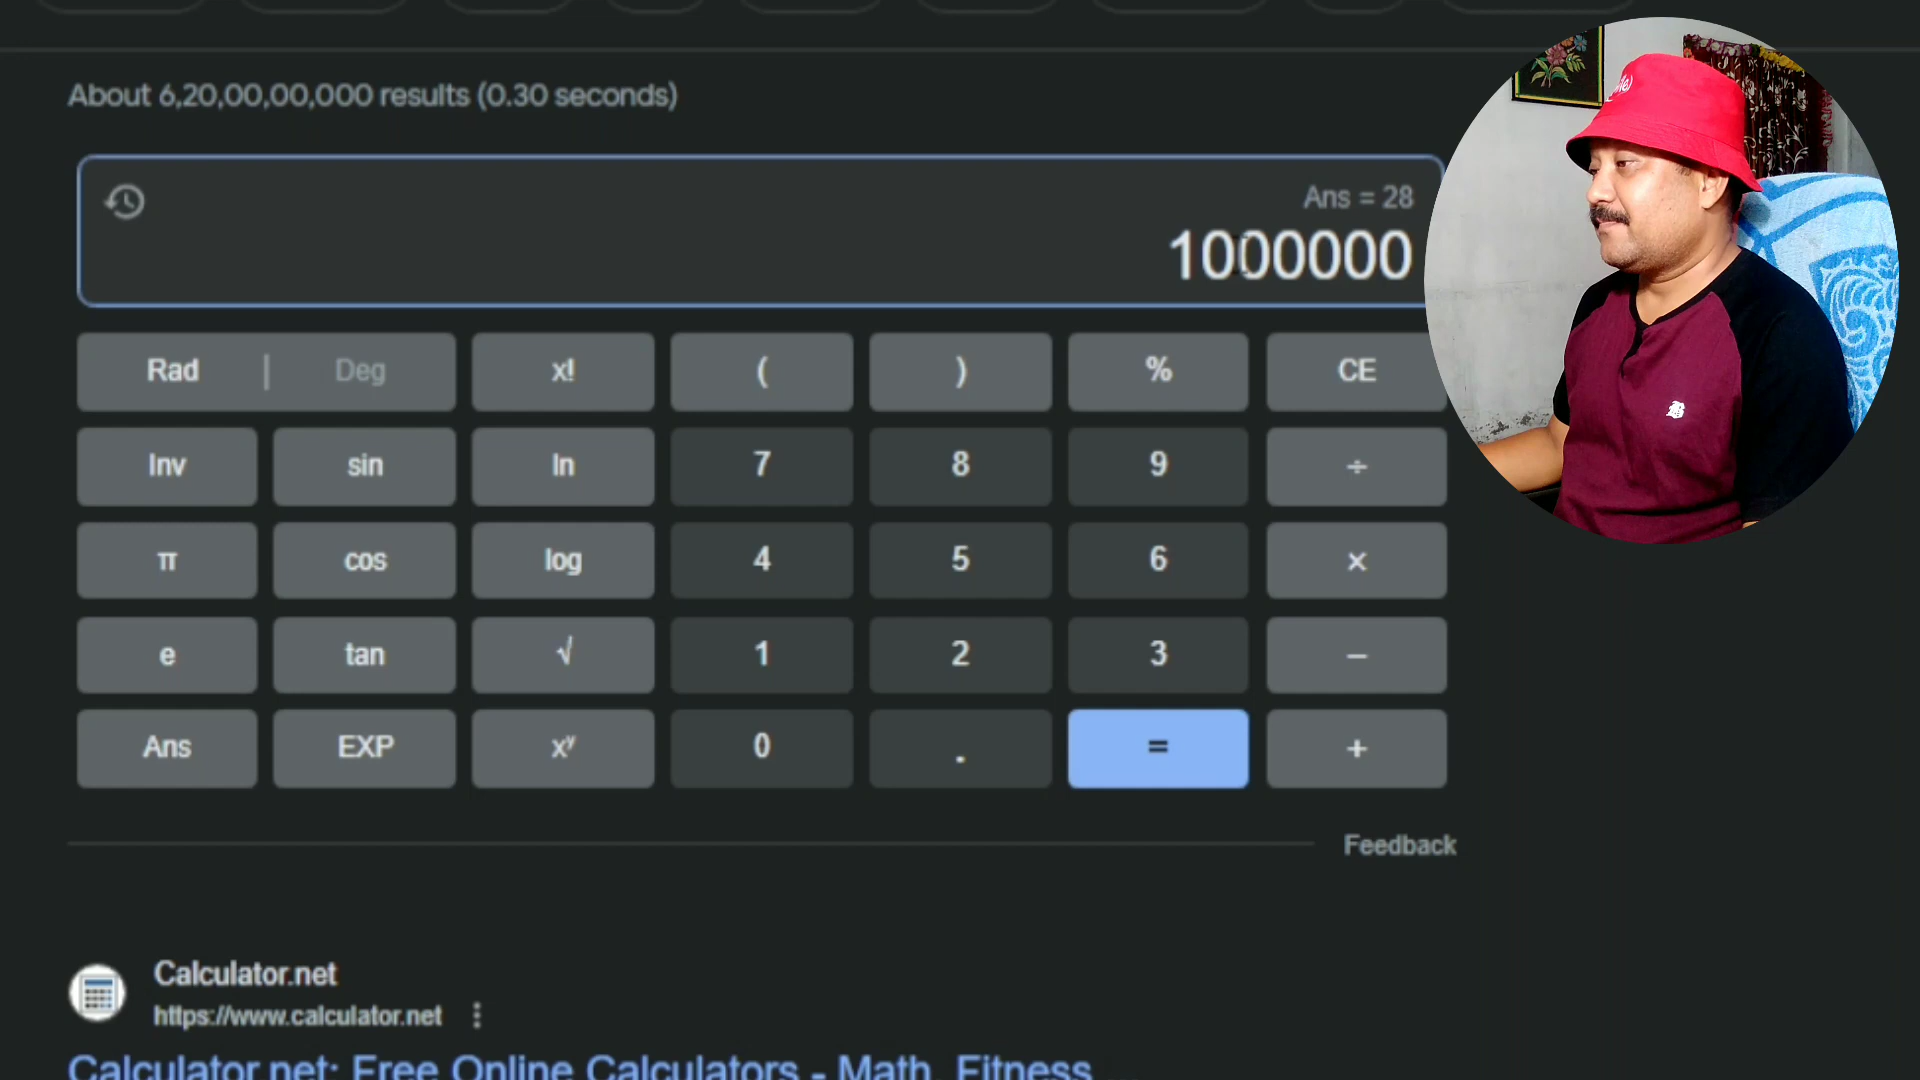 About 6,20,00,00,000 results (0.30 seconds)
Ans = 28
1000000
Rad | Deg x! ( ) % CE
Inv sin ln 7 8 9 ÷
π cos log 4 5 6 ×
e tan √ 1 2 3 –
Ans EXP xʸ 0 . = +
Feedback
Calculator.net
https://www.calculator.net
Calculator.net: Free Online Calculators - Math, Fitness